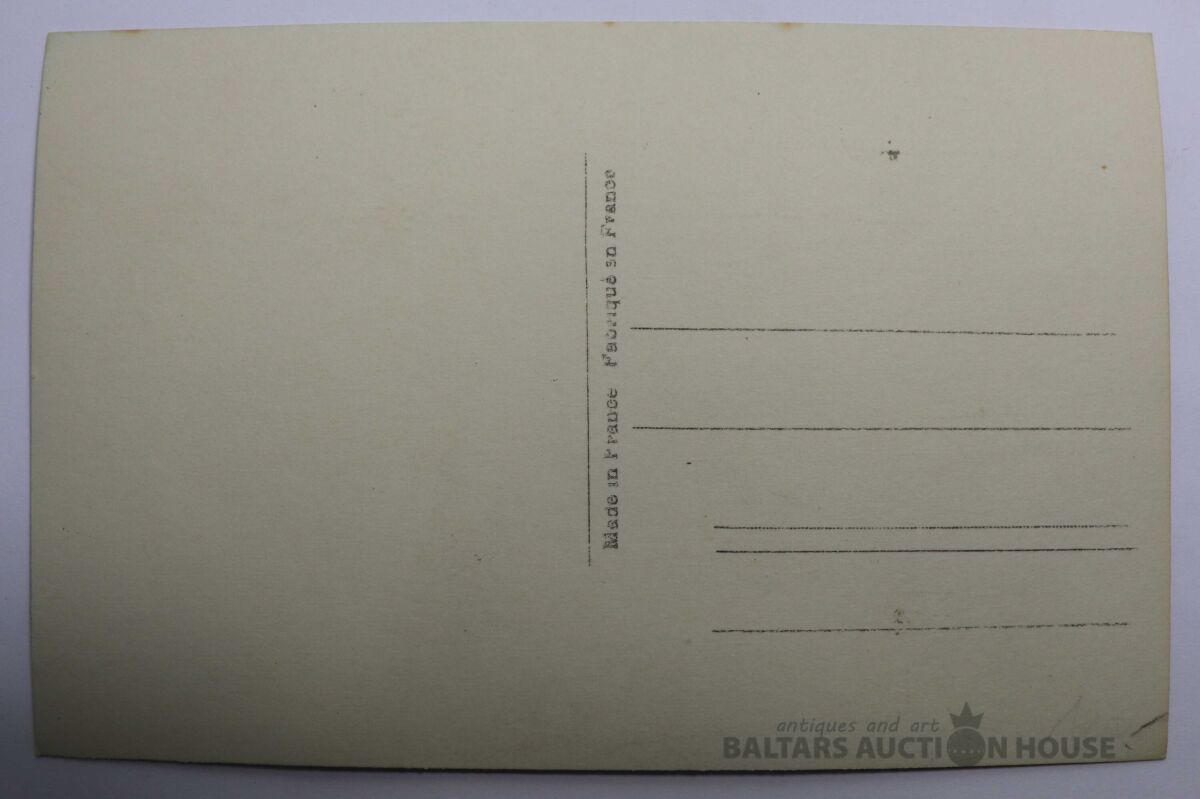 Made in France Fabriqué en France
antiques and art
BALTARS AUCTION HOUSE